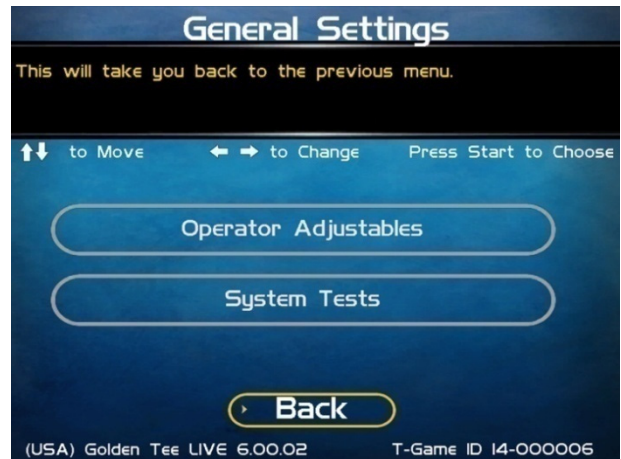 General Settings
This will take you back to the previous menu.
⬆⬇ to Move ⬅ ➡ to Change Press Start to Choose
Operator Adjustables
System Tests
Back
(USA) Golden Tee LIVE 6.00.02 T-Game ID 14-000006